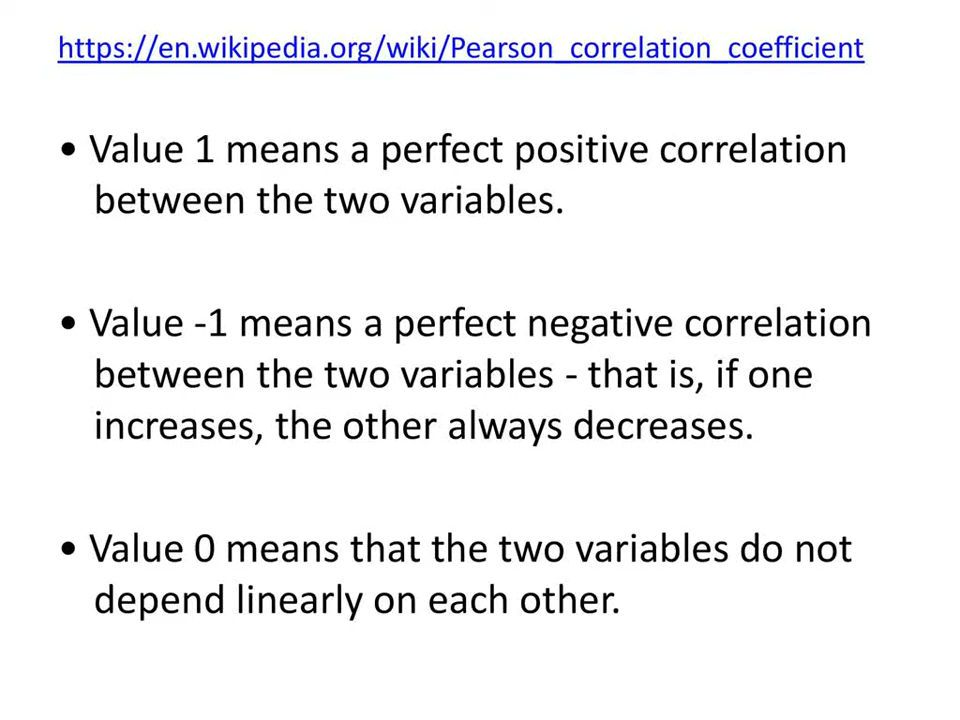 https://en.wikipedia.org/wiki/Pearson_correlation_coefficient
• Value 1 means a perfect positive correlation
between the two variables.
• Value -1 means a perfect negative correlation
between the two variables - that is, if one
increases, the other always decreases.
• Value 0 means that the two variables do not
depend linearly on each other.